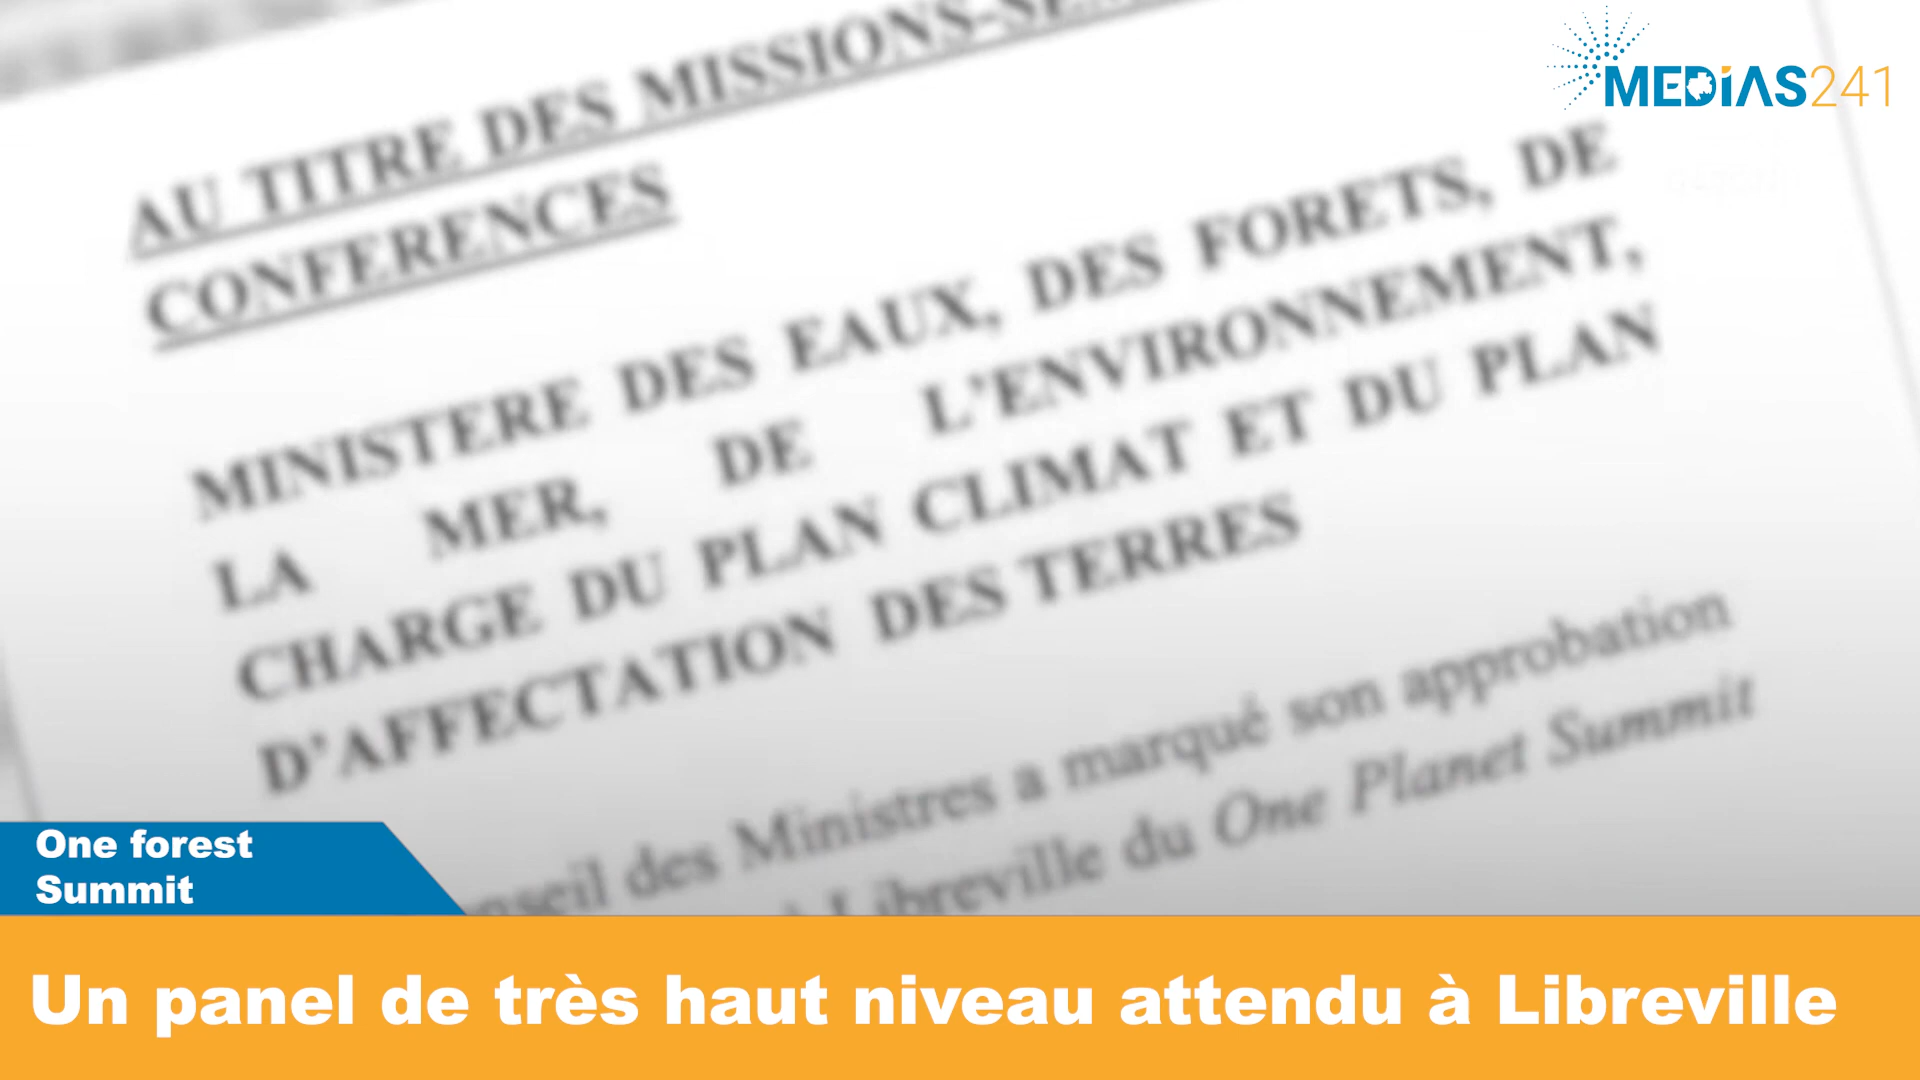 MEDiAS241
AU TITRE DES MISSIONS-
CONFERENCES
MINISTERE DES EAUX, DES FORETS, DE
LA MER, DE L'ENVIRONNEMENT,
CHARGE DU PLAN CLIMAT ET DU PLAN
D'AFFECTATION DES TERRES
des Ministres a marqué son approbation
à Libreville du One Planet Summit
One forest
Summit
Un panel de très haut niveau attendu à Libreville